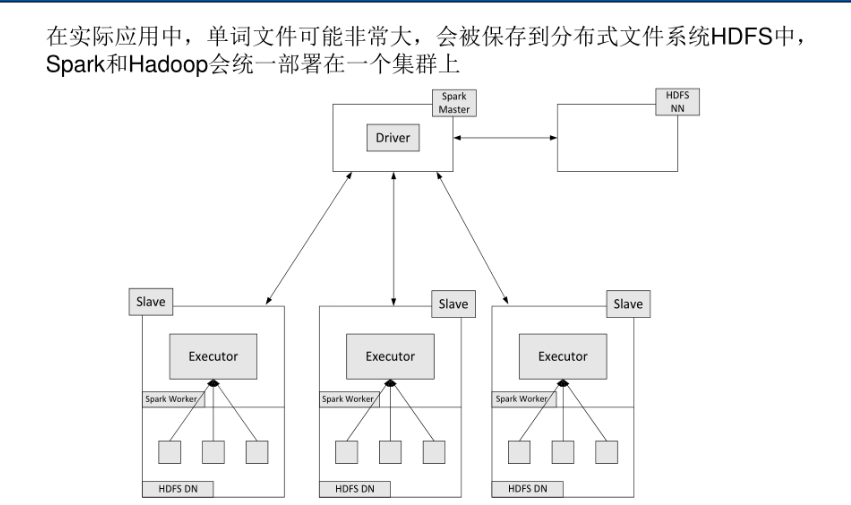 在实际应用中，单词文件可能非常大，会被保存到分布式文件系统HDFS中，
Spark和Hadoop会统一部署在一个集群上
Spark
Master
HDFS
NN
Driver
Slave
Slave
Slave
Executor
Executor
Executor
Spark Worker
Spark Worker
Spark Worker
HDFS DN
HDFS DN
HDFS DN